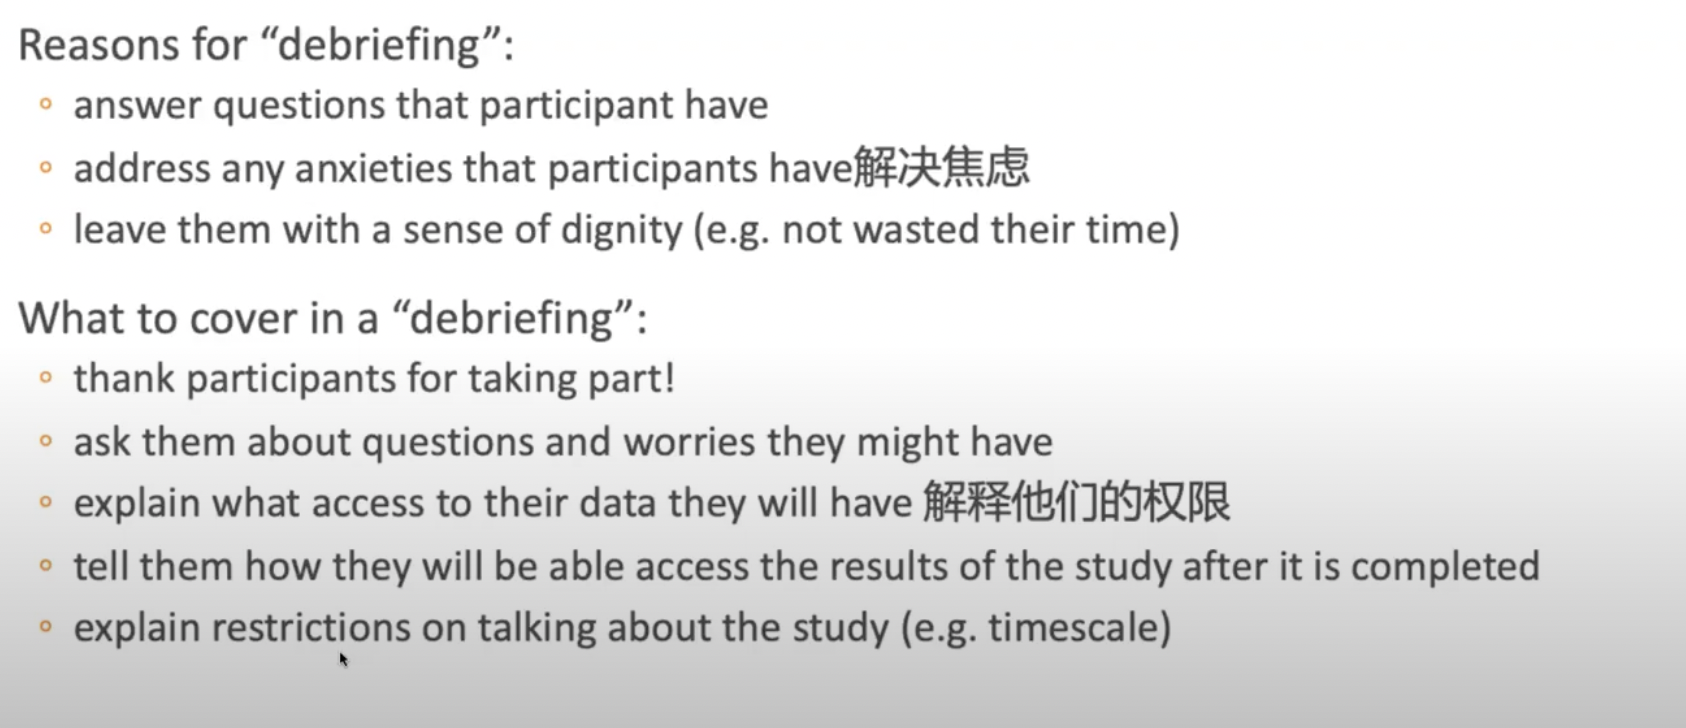 Reasons for “debriefing”:
answer questions that participant have
address any anxieties that participants have解决焦虑
leave them with a sense of dignity (e.g. not wasted their time)
What to cover in a “debriefing”:
thank participants for taking part!
ask them about questions and worries they might have
explain what access to their data they will have 解释他们的权限
tell them how they will be able access the results of the study after it is completed
explain restrictions on talking about the study (e.g. timescale)